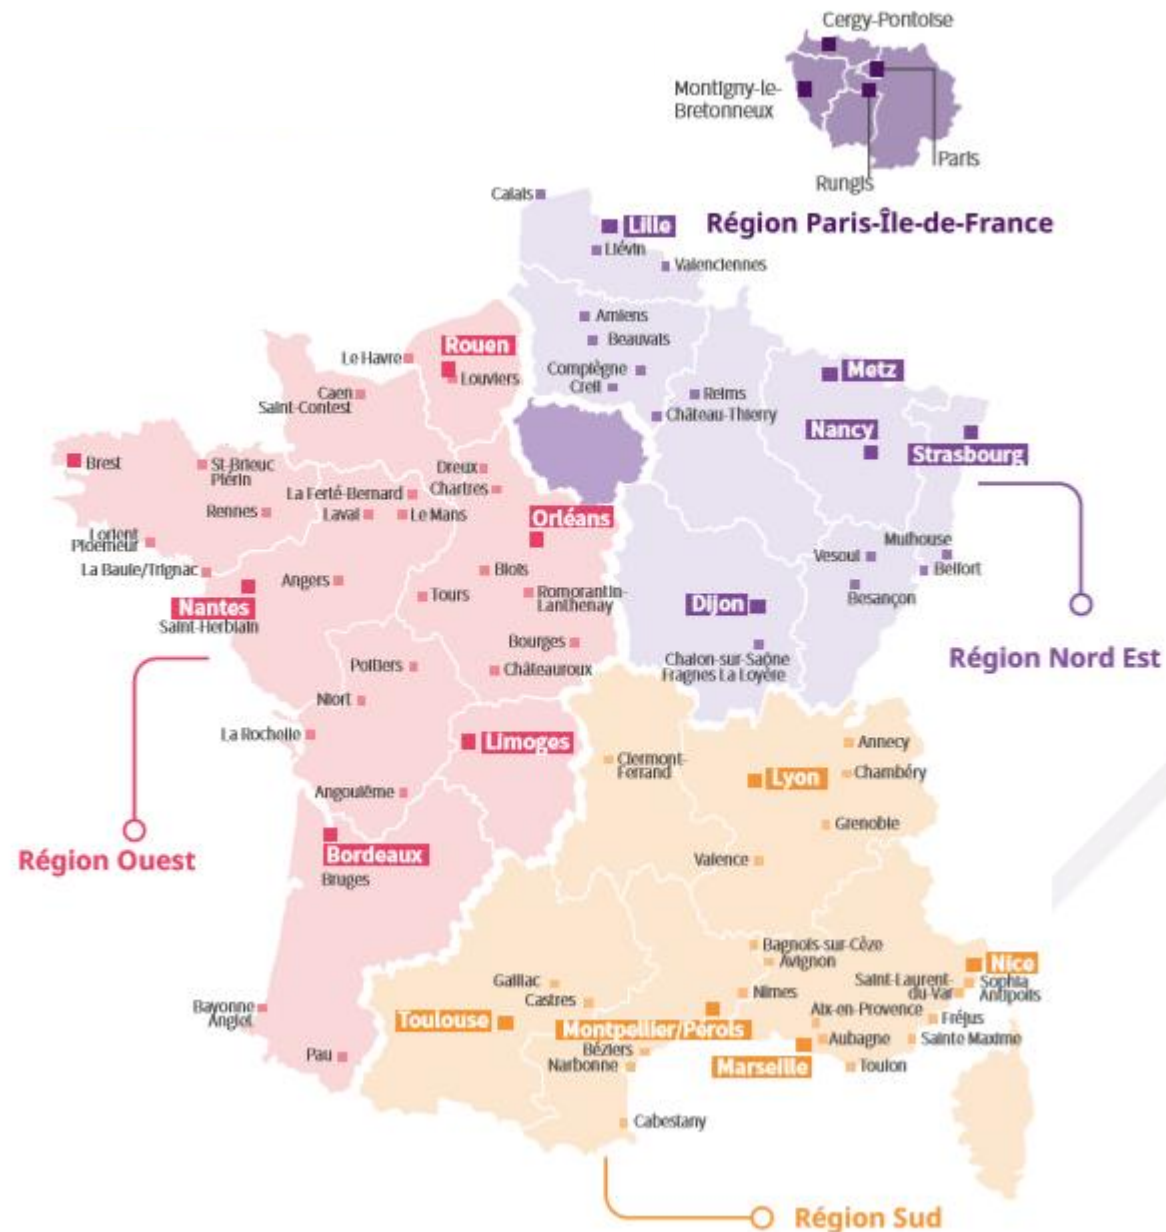 Cergy-Pontoise
Montigny-le-
Bretonneux
Paris
Rungis
Région Paris-Île-de-France
Calais
Lille
Liévin
Valenciennes
Amiens
Beauvais
Compiègne
Creil
Reims
Château-Thierry
Metz
Nancy
Strasbourg
Mulhouse
Vesoul
Belfort
Besançon
Dijon
Chalon-sur-Saône
Fragnes La Loyère
Région Nord Est
Le Havre
Rouen
Louviers
Caen
Saint-Contest
Brest
St-Brieuc
Plérin
Dreux
Chartres
La Ferté-Bernard
Rennes
Laval
Le Mans
Orléans
Lorient
Ploemeur
La Baule/Trignac
Angers
Blois
Tours
Romorantin-
Lanthenay
Nantes
Saint-Herblain
Bourges
Poitiers
Châteauroux
Niort
La Rochelle
Limoges
Angoulême
Bordeaux
Bruges
Région Ouest
Bayonne
Anglet
Pau
Clermont-
Ferrand
Annecy
Lyon
Chambéry
Grenoble
Valence
Bagnols-sur-Cèze
Avignon
Nice
Gaillac
Castres
Nîmes
Saint-Laurent-
du-Var
Sophia
Antipolis
Toulouse
Montpellier/Pérols
Aix-en-Provence
Fréjus
Béziers
Narbonne
Marseille
Aubagne
Sainte Maxime
Toulon
Cabestany
Région Sud